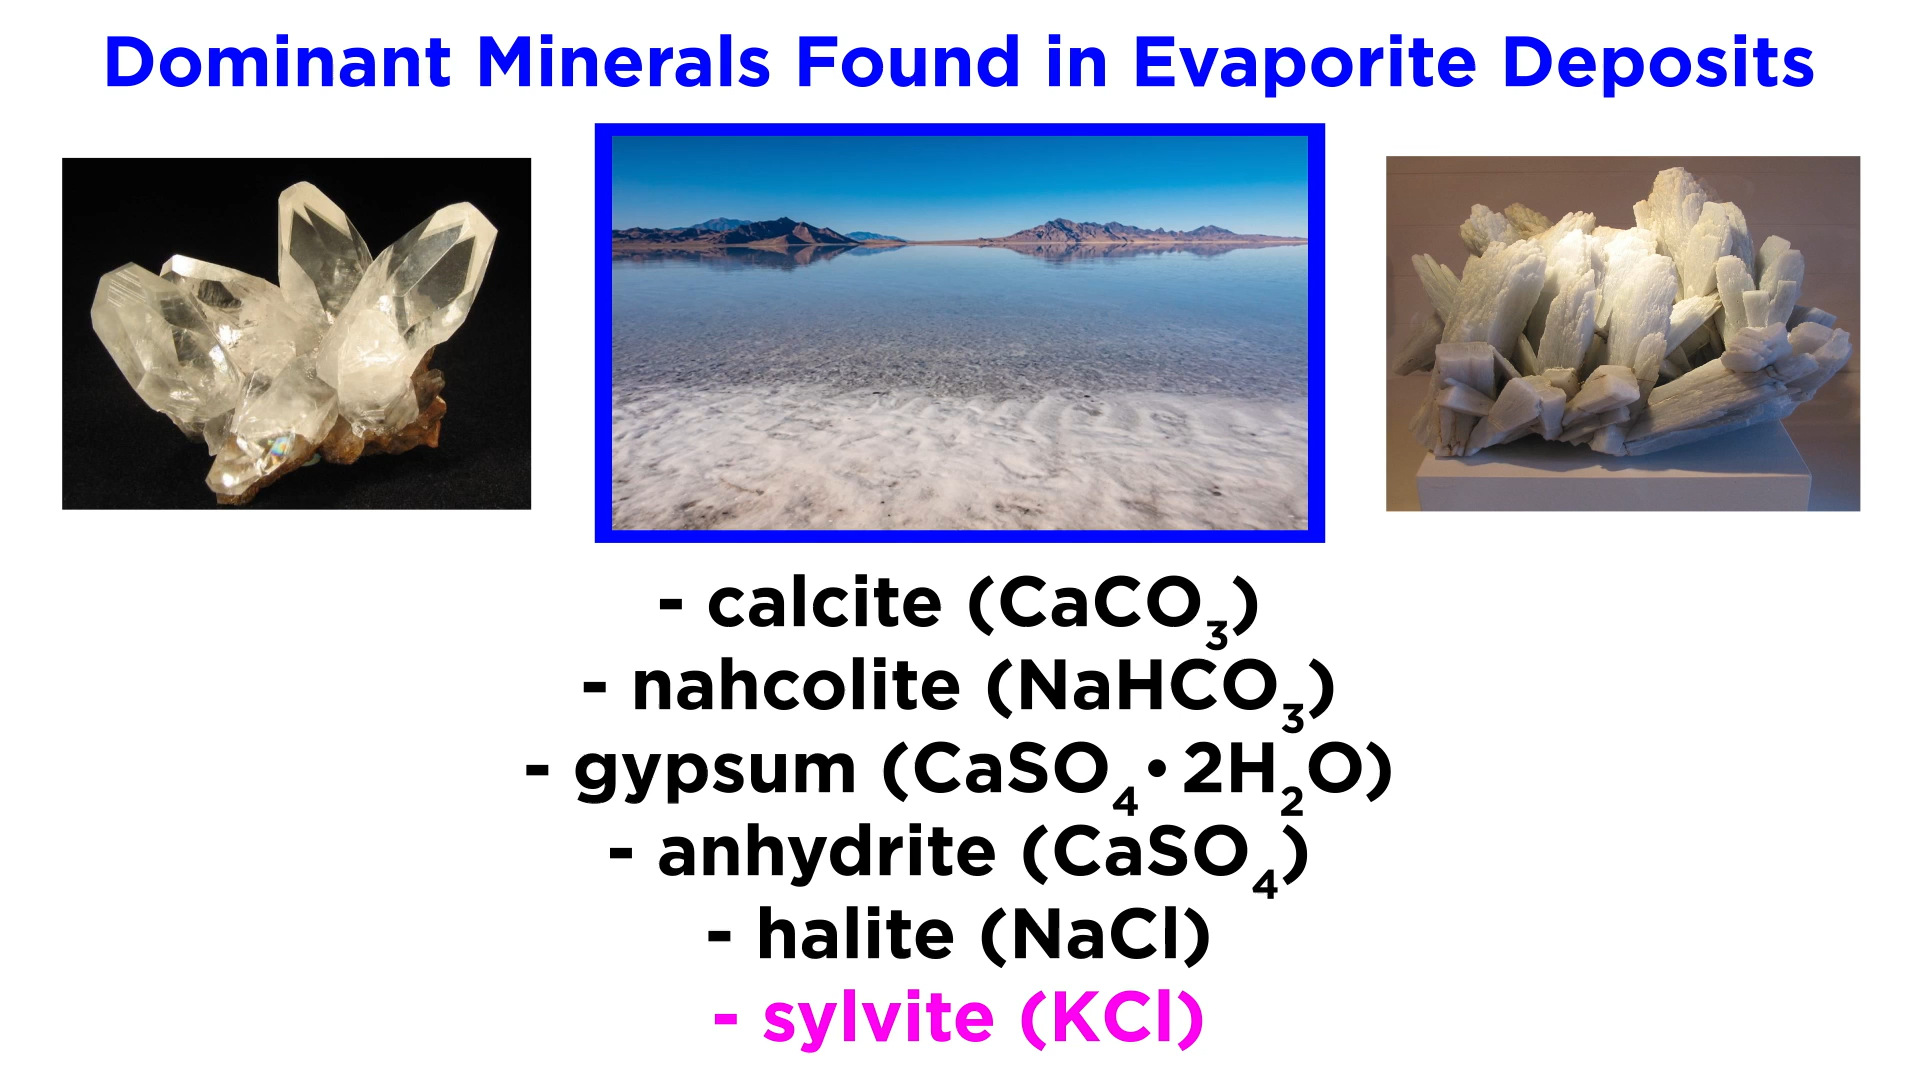 Dominant Minerals Found in Evaporite Deposits
- calcite (CaCO₃)
- nahcolite (NaHCO₃)
- gypsum (CaSO₄•2H₂O)
- anhydrite (CaSO₄)
- halite (NaCl)
- sylvite (KCl)